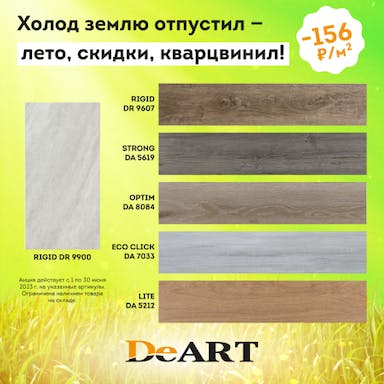 Холод землю отпустил –
лето, скидки, кварцвинил!
-156
₽/м²
RIGID
DR 9607
STRONG
DA 5619
OPTIM
DA 8084
ECO CLICK
DA 7033
LITE
DA 5212
RIGID DR 9900
Акция действует с 1 по 30 июня
2023 г. на указанные артикулы.
Ограничена наличием товара
на складе.
DeART